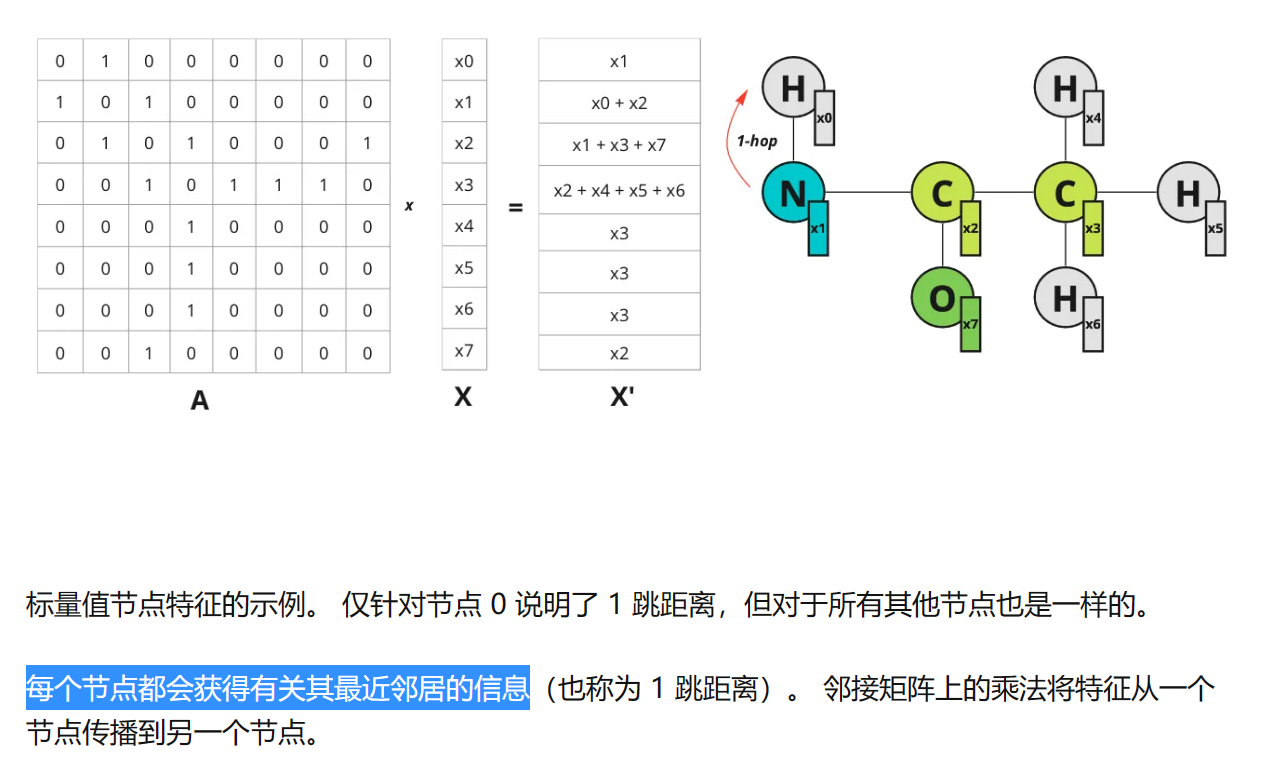 0 1 0 0 0 0 0 0
1 0 1 0 0 0 0 0
0 1 0 1 0 0 0 1
0 0 1 0 1 1 1 0
0 0 0 1 0 0 0 0
0 0 0 1 0 0 0 0
0 0 0 1 0 0 0 0
0 0 1 0 0 0 0 0
A
x
x0
x1
x2
x3
x4
x5
x6
x7
X
=
x1
x0 + x2
x1 + x3 + x7
x2 + x4 + x5 + x6
x3
x3
x3
x2
X'
H
x0
H
x4
1-hop
N
x1
C
x2
C
x3
H
x5
O
x7
H
x6
标量值节点特征的示例。 仅针对节点 0 说明了 1 跳距离，但对于所有其他节点也是一样的。
每个节点都会获得有关其最近邻居的信息（也称为 1 跳距离）。 邻接矩阵上的乘法将特征从一个
节点传播到另一个节点。